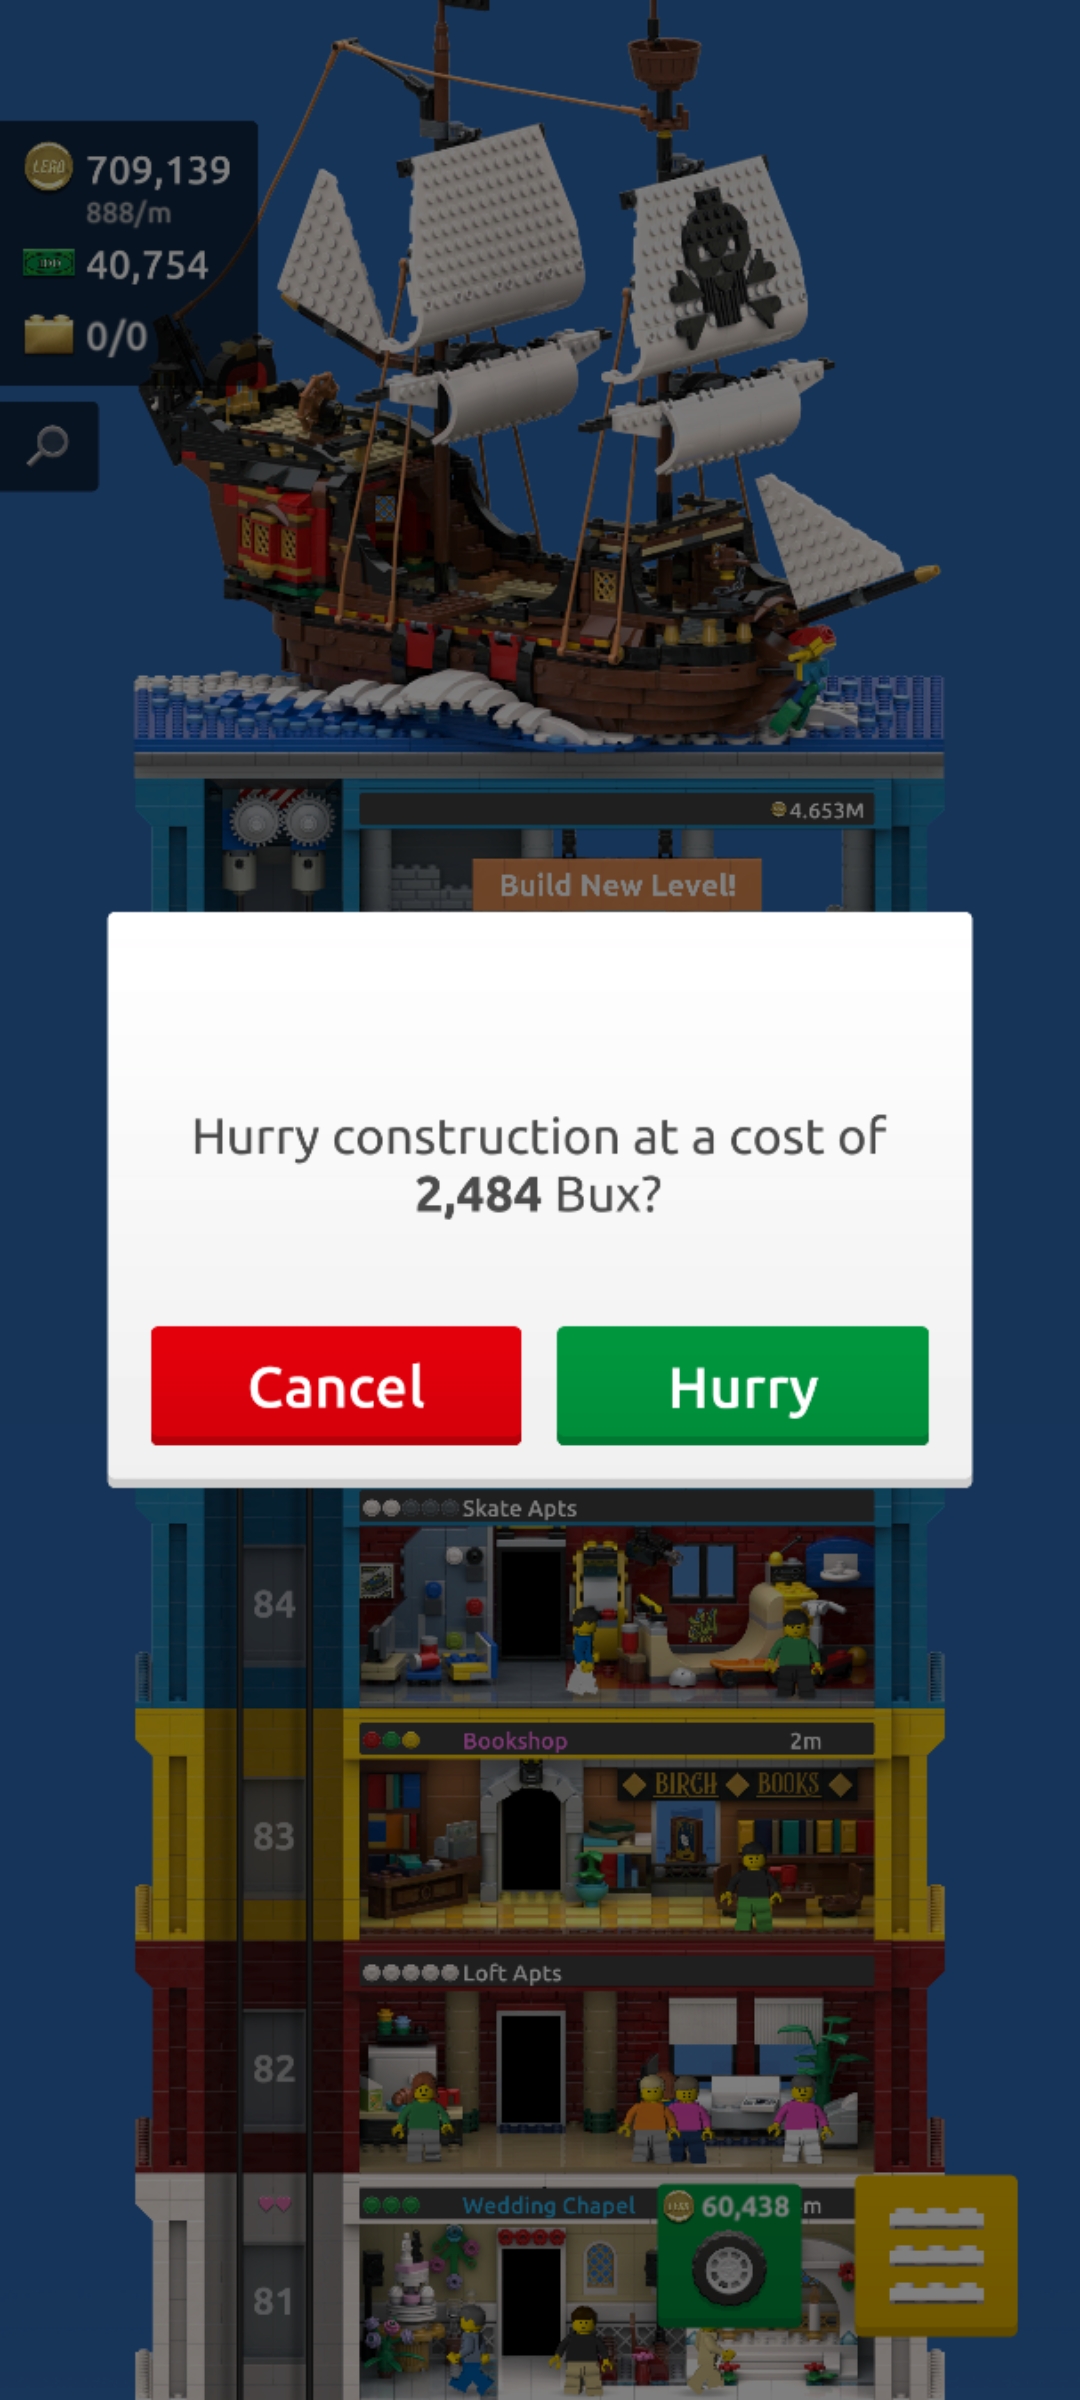 LEGO 709,139
888/m
40,754
0/0
4.653M
Build New Level!
Hurry construction at a cost of
2,484 Bux?
Cancel
Hurry
Skate Apts
84
Bookshop 2m
BIRCH BOOKS
83
Loft Apts
82
Wedding Chapel
60,438 m
81